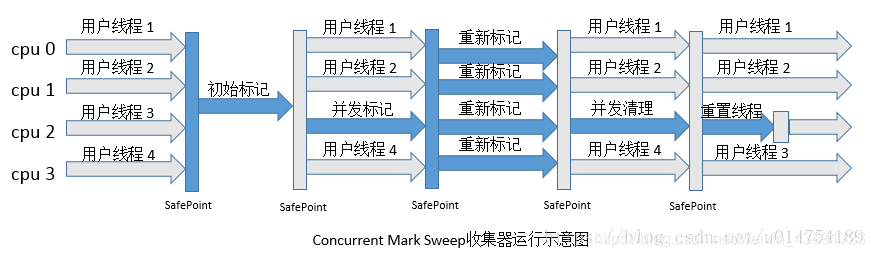 用户线程 1 用户线程 1 重新标记 用户线程 1 用户线程 1
cpu 0
用户线程 2 用户线程 2 重新标记 用户线程 2 用户线程 2
cpu 1
初始标记
用户线程 3 并发标记 重新标记 并发清理 重置线程
cpu 2
用户线程 4 用户线程 4 重新标记 用户线程 4 用户线程 3
cpu 3
SafePoint SafePoint SafePoint SafePoint SafePoint
Concurrent Mark Sweep收集器运行示意图